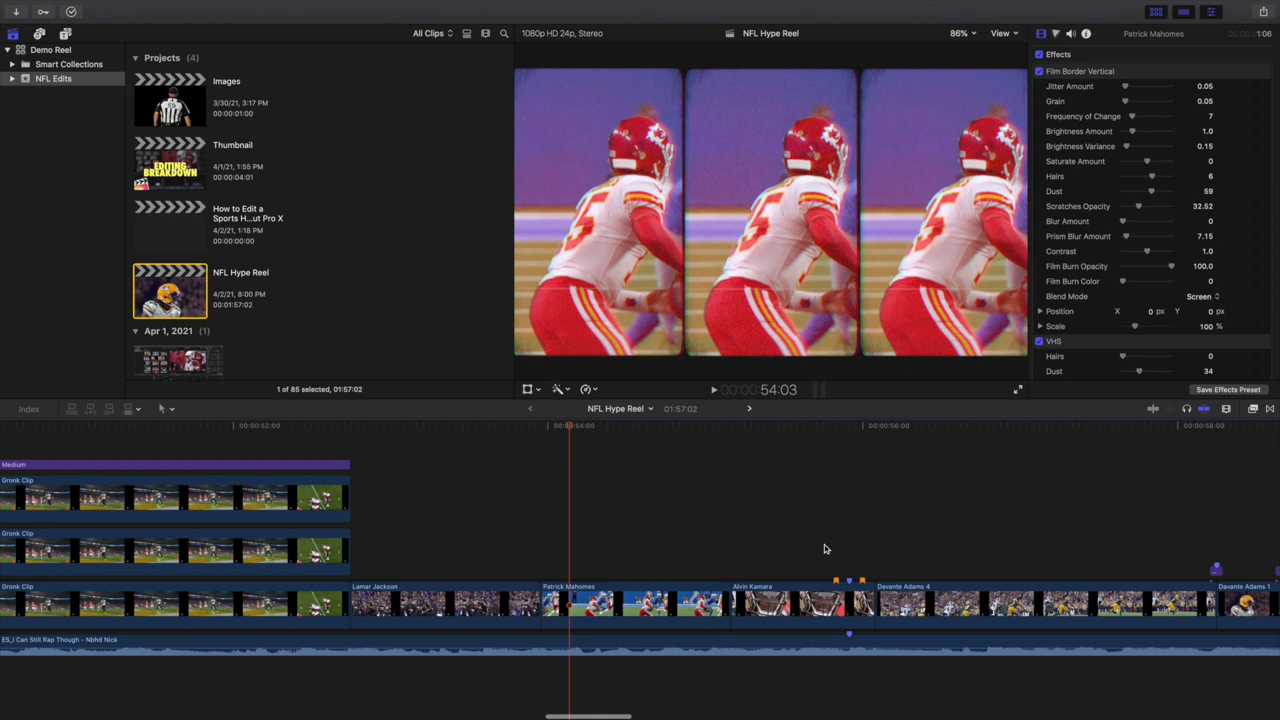 All Clips
1080p HD 24p, Stereo
NFL Hype Reel
86%
View
Patrick Mahomes
1:06
Demo Reel
Smart Collections
NFL Edits
Projects (4)
Images
3/30/21, 3:17 PM
00:00:01:00
Thumbnail
4/1/21, 1:55 PM
00:00:04:01
EDITING
BREAKDOWN
How to Edit a
Sports H...ut Pro X
4/2/21, 1:18 PM
00:00:00:00
NFL Hype Reel
4/2/21, 8:00 PM
00:01:57:02
Apr 1, 2021 (1)
1 of 85 selected, 01:57:02
00:00:00:54:03
Effects
Film Border Vertical
Jitter Amount 0.05
Grain 0.05
Frequency of Change 7
Brightness Amount 1.0
Brightness Variance 0.15
Saturate Amount 0
Hairs 6
Dust 59
Scratches Opacity 32.52
Blur Amount 0
Prism Blur Amount 7.15
Contrast 1.0
Film Burn Opacity 100.0
Film Burn Color 0
Blend Mode Screen
Position X 0 px Y 0 px
Scale 100 %
VHS
Hairs 0
Dust 34
Save Effects Preset
Index
NFL Hype Reel
01:57:02
00:00:52:00
00:00:54:00
00:00:56:00
00:00:58:00
Medium
Gronk Clip
Gronk Clip
Gronk Clip
Lamar Jackson
Patrick Mahomes
Alvin Kamara
Davante Adams 4
Davante Adams 1
ES_I Can Still Rap Though - Nbhd Nick